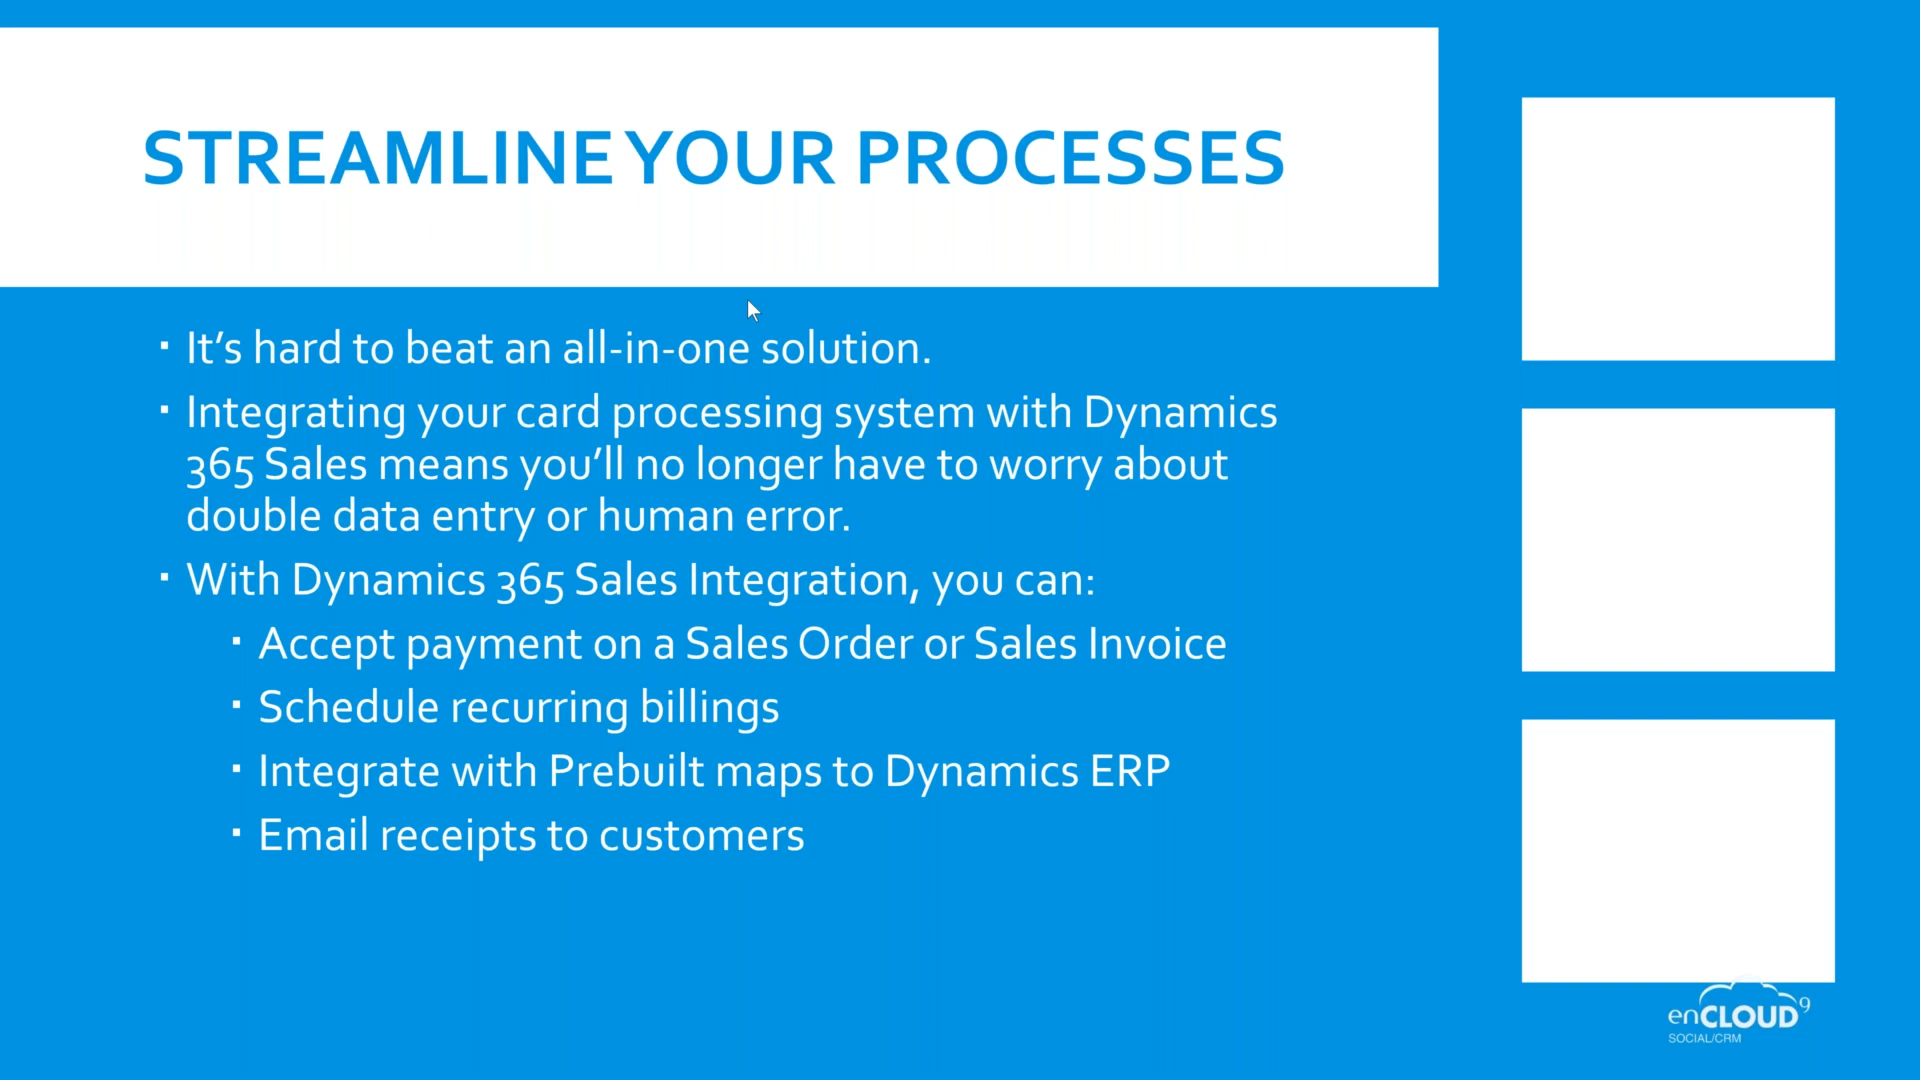 STREAMLINE YOUR PROCESSES
▪ It’s hard to beat an all-in-one solution.
▪ Integrating your card processing system with Dynamics
365 Sales means you’ll no longer have to worry about
double data entry or human error.
▪ With Dynamics 365 Sales Integration, you can:
▪ Accept payment on a Sales Order or Sales Invoice
▪ Schedule recurring billings
▪ Integrate with Prebuilt maps to Dynamics ERP
▪ Email receipts to customers
enCLOUD9
SOCIAL/CRM